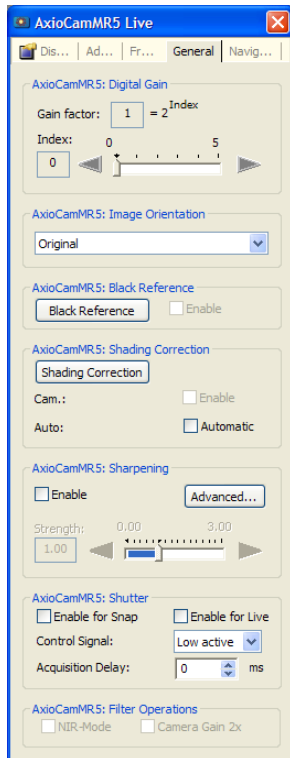 AxioCamMR5 Live
Dis... Ad... Fr... General Navig...
AxioCamMR5: Digital Gain
Gain factor: 1 = 2^Index
Index: 0 5
0
AxioCamMR5: Image Orientation
Original
AxioCamMR5: Black Reference
Black Reference Enable
AxioCamMR5: Shading Correction
Shading Correction
Cam.: Enable
Auto: Automatic
AxioCamMR5: Sharpening
Enable Advanced...
Strength: 0.00 3.00
1.00
AxioCamMR5: Shutter
Enable for Snap Enable for Live
Control Signal: Low active
Acquisition Delay: 0 ms
AxioCamMR5: Filter Operations
NIR-Mode Camera Gain 2x